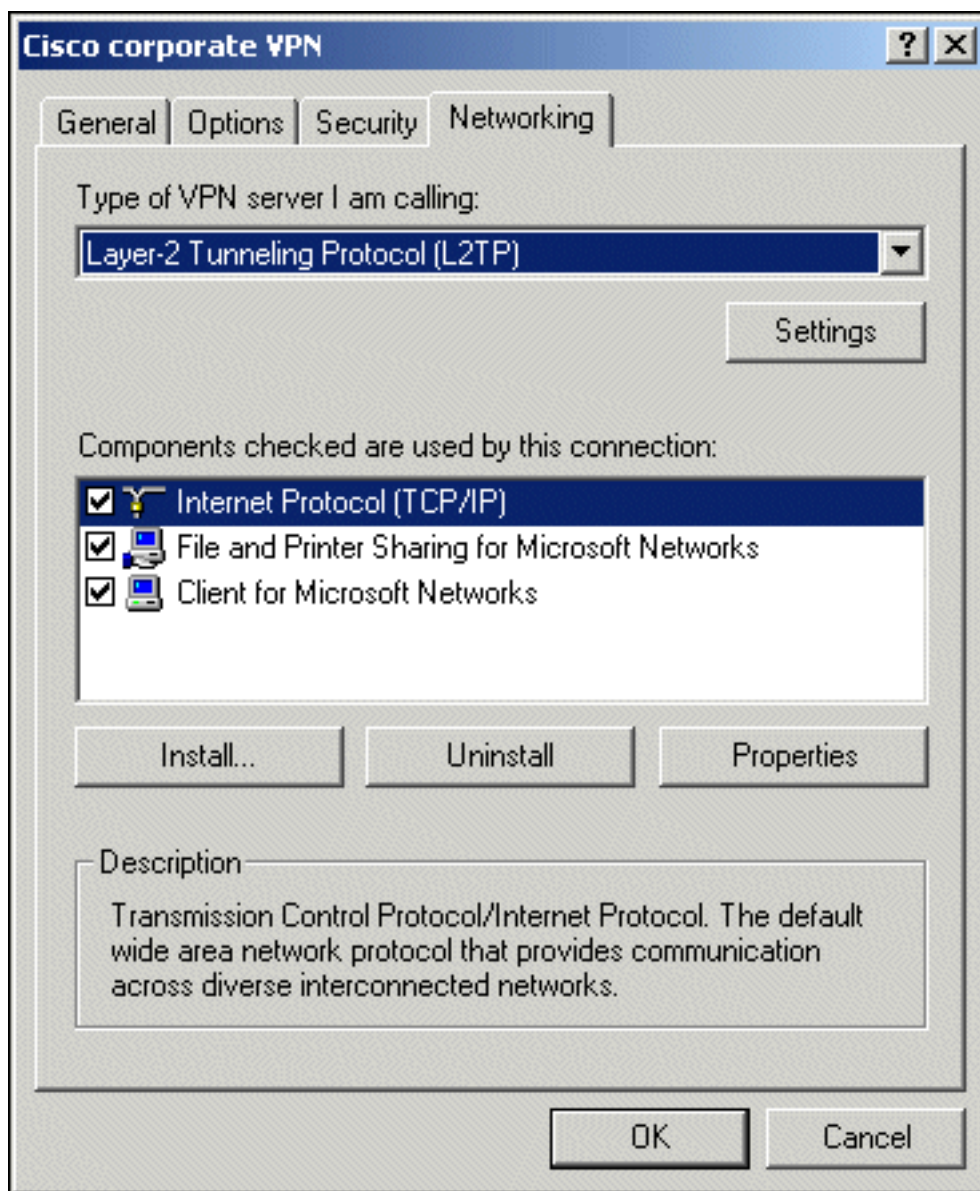 Cisco corporate VPN
General
Options
Security
Networking
Type of VPN server I am calling:
Layer-2 Tunneling Protocol (L2TP)
Settings
Components checked are used by this connection:
Internet Protocol (TCP/IP)
File and Printer Sharing for Microsoft Networks
Client for Microsoft Networks
Install...
Uninstall
Properties
Description
Transmission Control Protocol/Internet Protocol. The default
wide area network protocol that provides communication
across diverse interconnected networks.
OK
Cancel